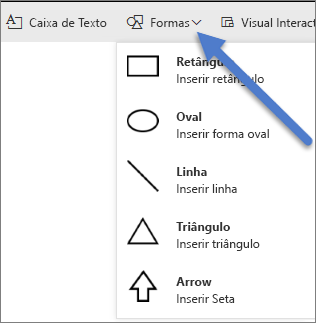 Caixa de Texto Formas Visual Interact
Retângulo
Inserir retângulo
Oval
Inserir forma oval
Linha
Inserir linha
Triângulo
Inserir triângulo
Arrow
Inserir Seta